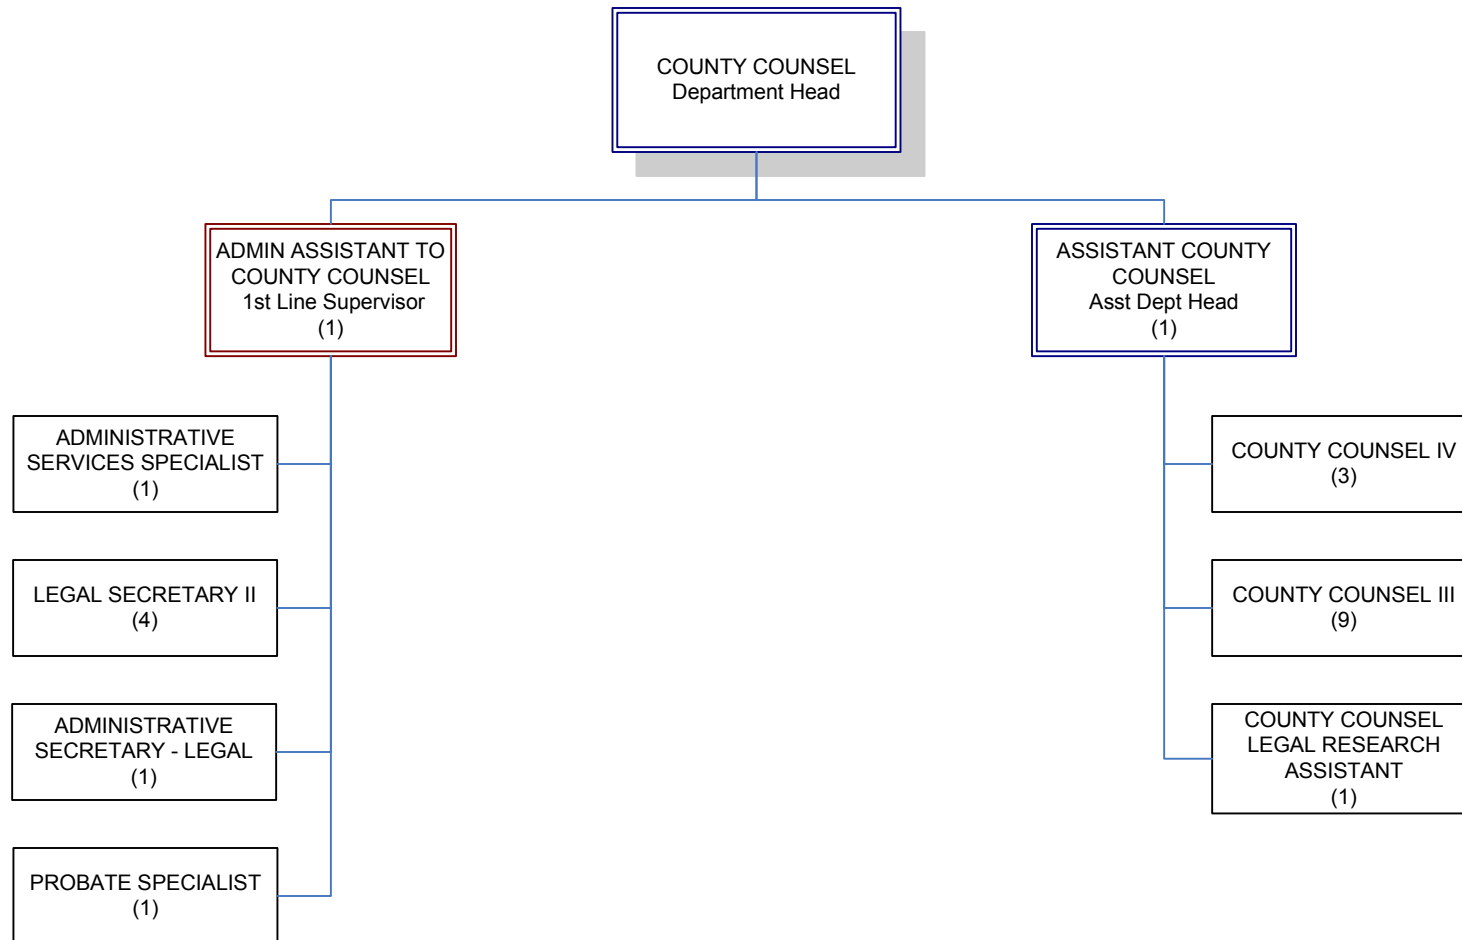 COUNTY COUNSEL
Department Head
ADMIN ASSISTANT TO
COUNTY COUNSEL
1st Line Supervisor
(1)
ASSISTANT COUNTY
COUNSEL
Asst Dept Head
(1)
ADMINISTRATIVE
SERVICES SPECIALIST
(1)
LEGAL SECRETARY II
(4)
ADMINISTRATIVE
SECRETARY - LEGAL
(1)
PROBATE SPECIALIST
(1)
COUNTY COUNSEL IV
(3)
COUNTY COUNSEL III
(9)
COUNTY COUNSEL
LEGAL RESEARCH
ASSISTANT
(1)